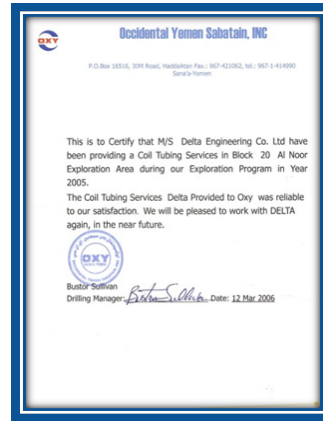 OXY
Occidental Yemen Sabatain, INC
P.O.Box 16516, 30M Road, Haddaiston Fax.: 967-421062, tel.: 967-1-414990
Sana'a-Yemen
This is to Certify that M/S Delta Engineering Co. Ltd have
been providing a Coil Tubing Services in Block 20 Al Noor
Exploration Area during our Exploration Program in Year
2005.
The Coil Tubing Services Delta Provided to Oxy was reliable
to our satisfaction. We will be pleased to work with DELTA
again, in the near future.
OXY
Bustor Sullivan
Drilling Manager: Date: 12 Mar 2006